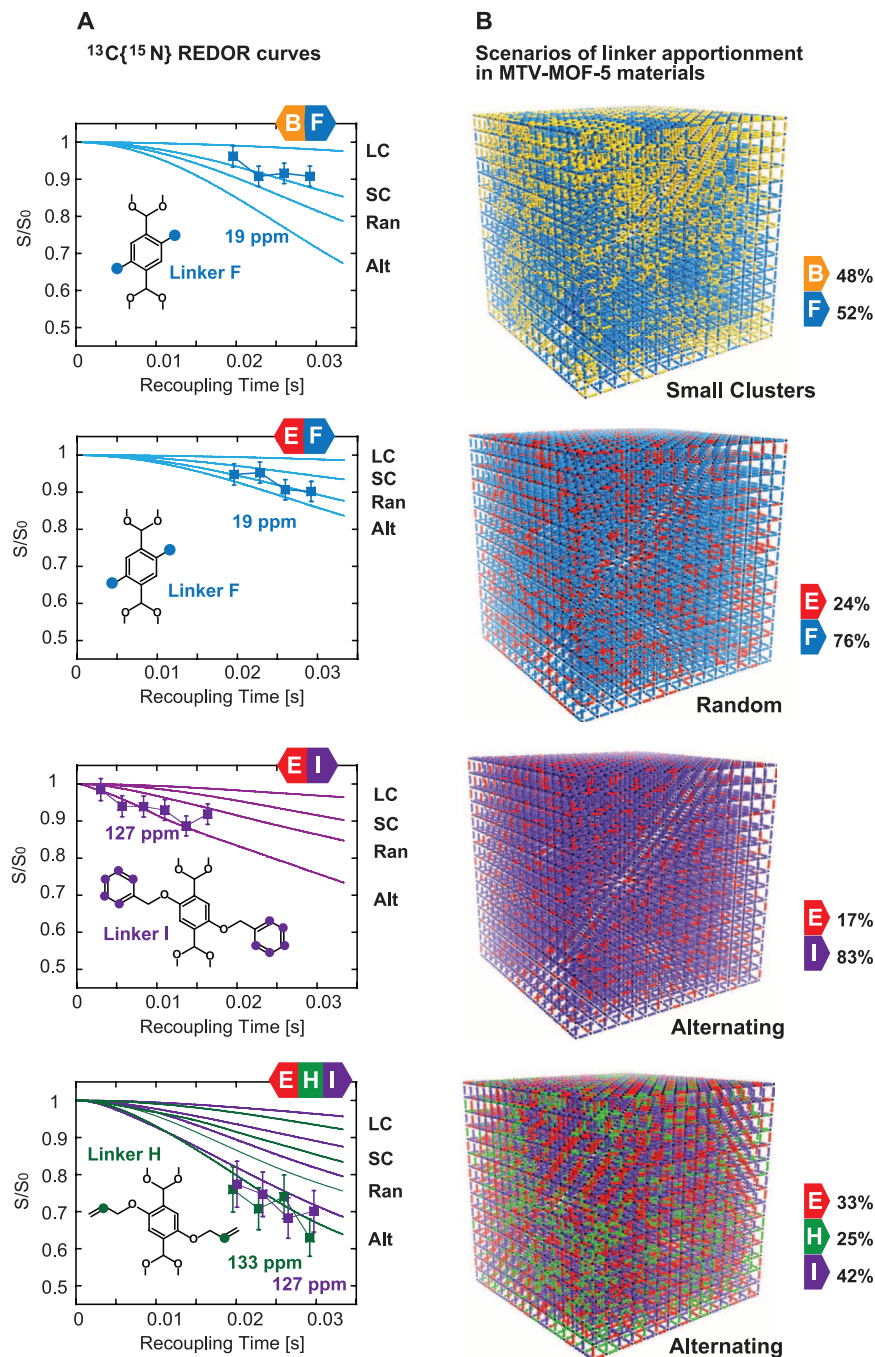 A
¹³C{¹⁵N} REDOR curves
B
Scenarios of linker apportionment
in MTV-MOF-5 materials
B F
1
0.9
0.8
0.7
0.6
0.5
S/S₀
LC
SC
Ran
Alt
19 ppm
Linker F
O O
O O
0 0.01 0.02 0.03
Recoupling Time [s]
B 48%
F 52%
Small Clusters
E F
1
0.9
0.8
0.7
0.6
0.5
S/S₀
LC
SC
Ran
Alt
19 ppm
Linker F
O O
O O
0 0.01 0.02 0.03
Recoupling Time [s]
E 24%
F 76%
Random
E I
1
0.9
0.8
0.7
0.6
0.5
S/S₀
LC
SC
Ran
Alt
127 ppm
Linker I
O O
O
O
O O
0 0.01 0.02 0.03
Recoupling Time [s]
E 17%
I 83%
Alternating
E H I
1
0.9
0.8
0.7
0.6
0.5
S/S₀
LC
SC
Ran
Alt
Linker H
O O
O
O
O O
133 ppm
127 ppm
0 0.01 0.02 0.03
Recoupling Time [s]
E 33%
H 25%
I 42%
Alternating